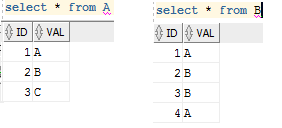 select * from A
ID VAL
1 A
2 B
3 C
select * from B
ID VAL
1 A
2 B
3 B
4 A